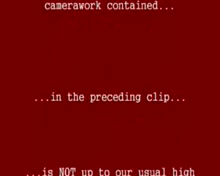 camerawork contained...
...in the preceding clip...
...is NOT up to our usual high